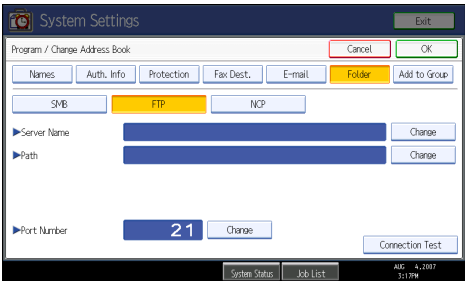 System Settings
Exit
Program / Change Address Book
Cancel
OK
Names
Auth. Info
Protection
Fax Dest.
E-mail
Folder
Add to Group
SMB
FTP
NCP
▶Server Name
Change
▶Path
Change
▶Port Number
21
Change
Connection Test
System Status
Job List
AUG 4,2007
3:17PM